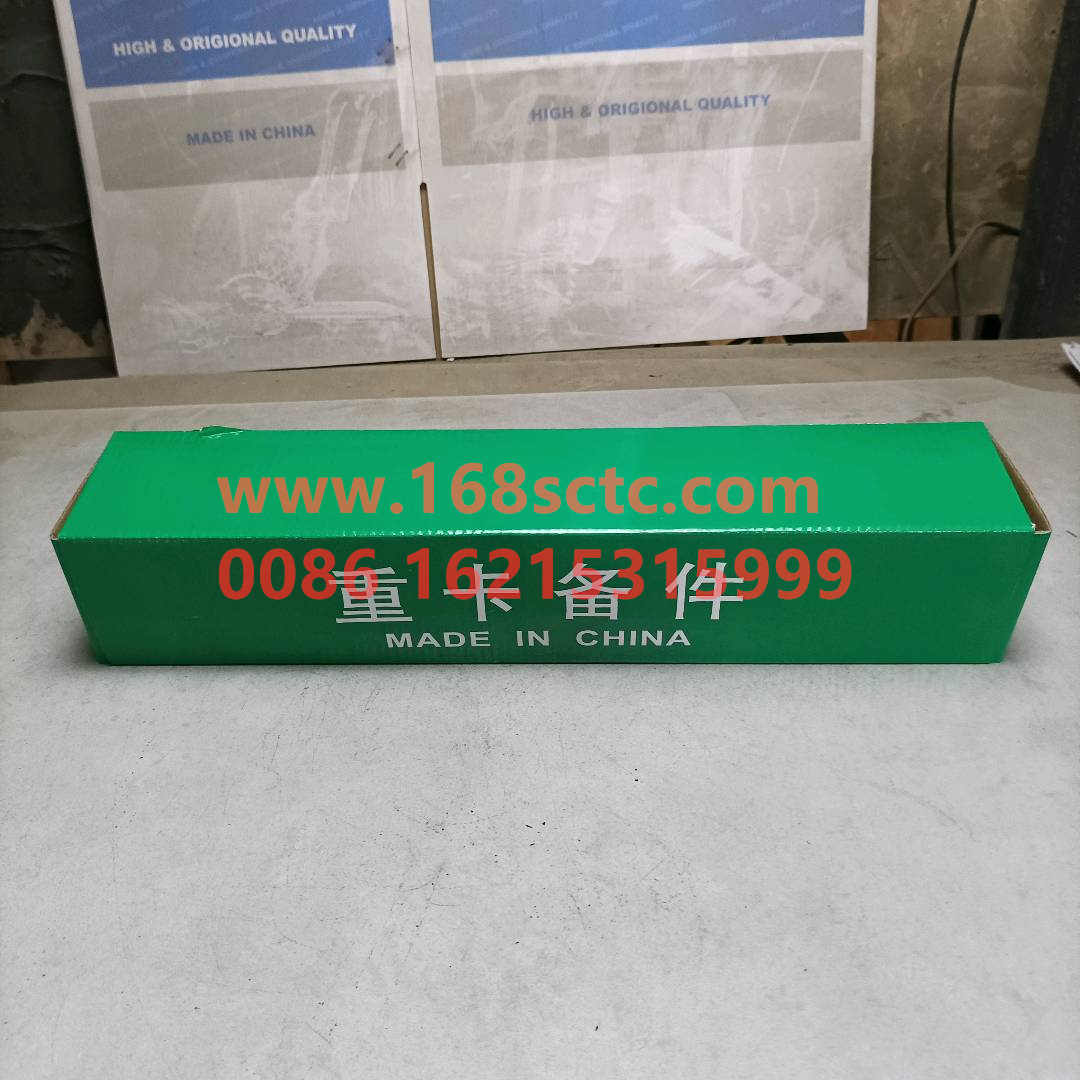 HIGH & ORIGIONAL QUALITY
MADE IN CHINA
HIGH & ORIGIONAL QUALITY
www.168sctc.com
0086 16215315999
重卡备件
MADE IN CHINA